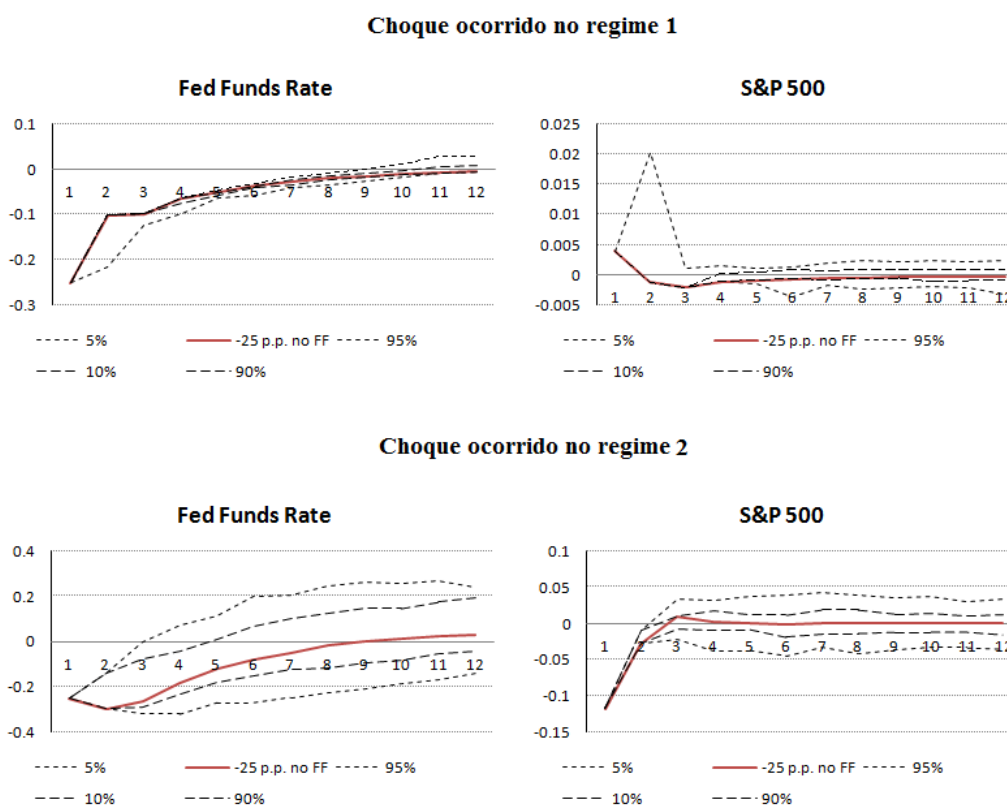 Choque ocorrido no regime 1
Fed Funds Rate
0.1
0
-0.1
-0.2
-0.3
1 2 3 4 5 6 7 8 9 10 11 12
5% -25 p.p. no FF 95%
10% 90%
S&P 500
0.025
0.02
0.015
0.01
0.005
0
-0.005
1 2 3 4 5 6 7 8 9 10 11 12
5% -25 p.p. no FF 95%
10% 90%
Choque ocorrido no regime 2
Fed Funds Rate
0.4
0.2
0
-0.2
-0.4
1 2 3 4 5 6 7 8 9 10 11 12
5% -25 p.p. no FF 95%
10% 90%
S&P 500
0.1
0.05
0
-0.05
-0.1
-0.15
1 2 3 4 5 6 7 8 9 10 11 12
5% -25 p.p. no FF 95%
10% 90%